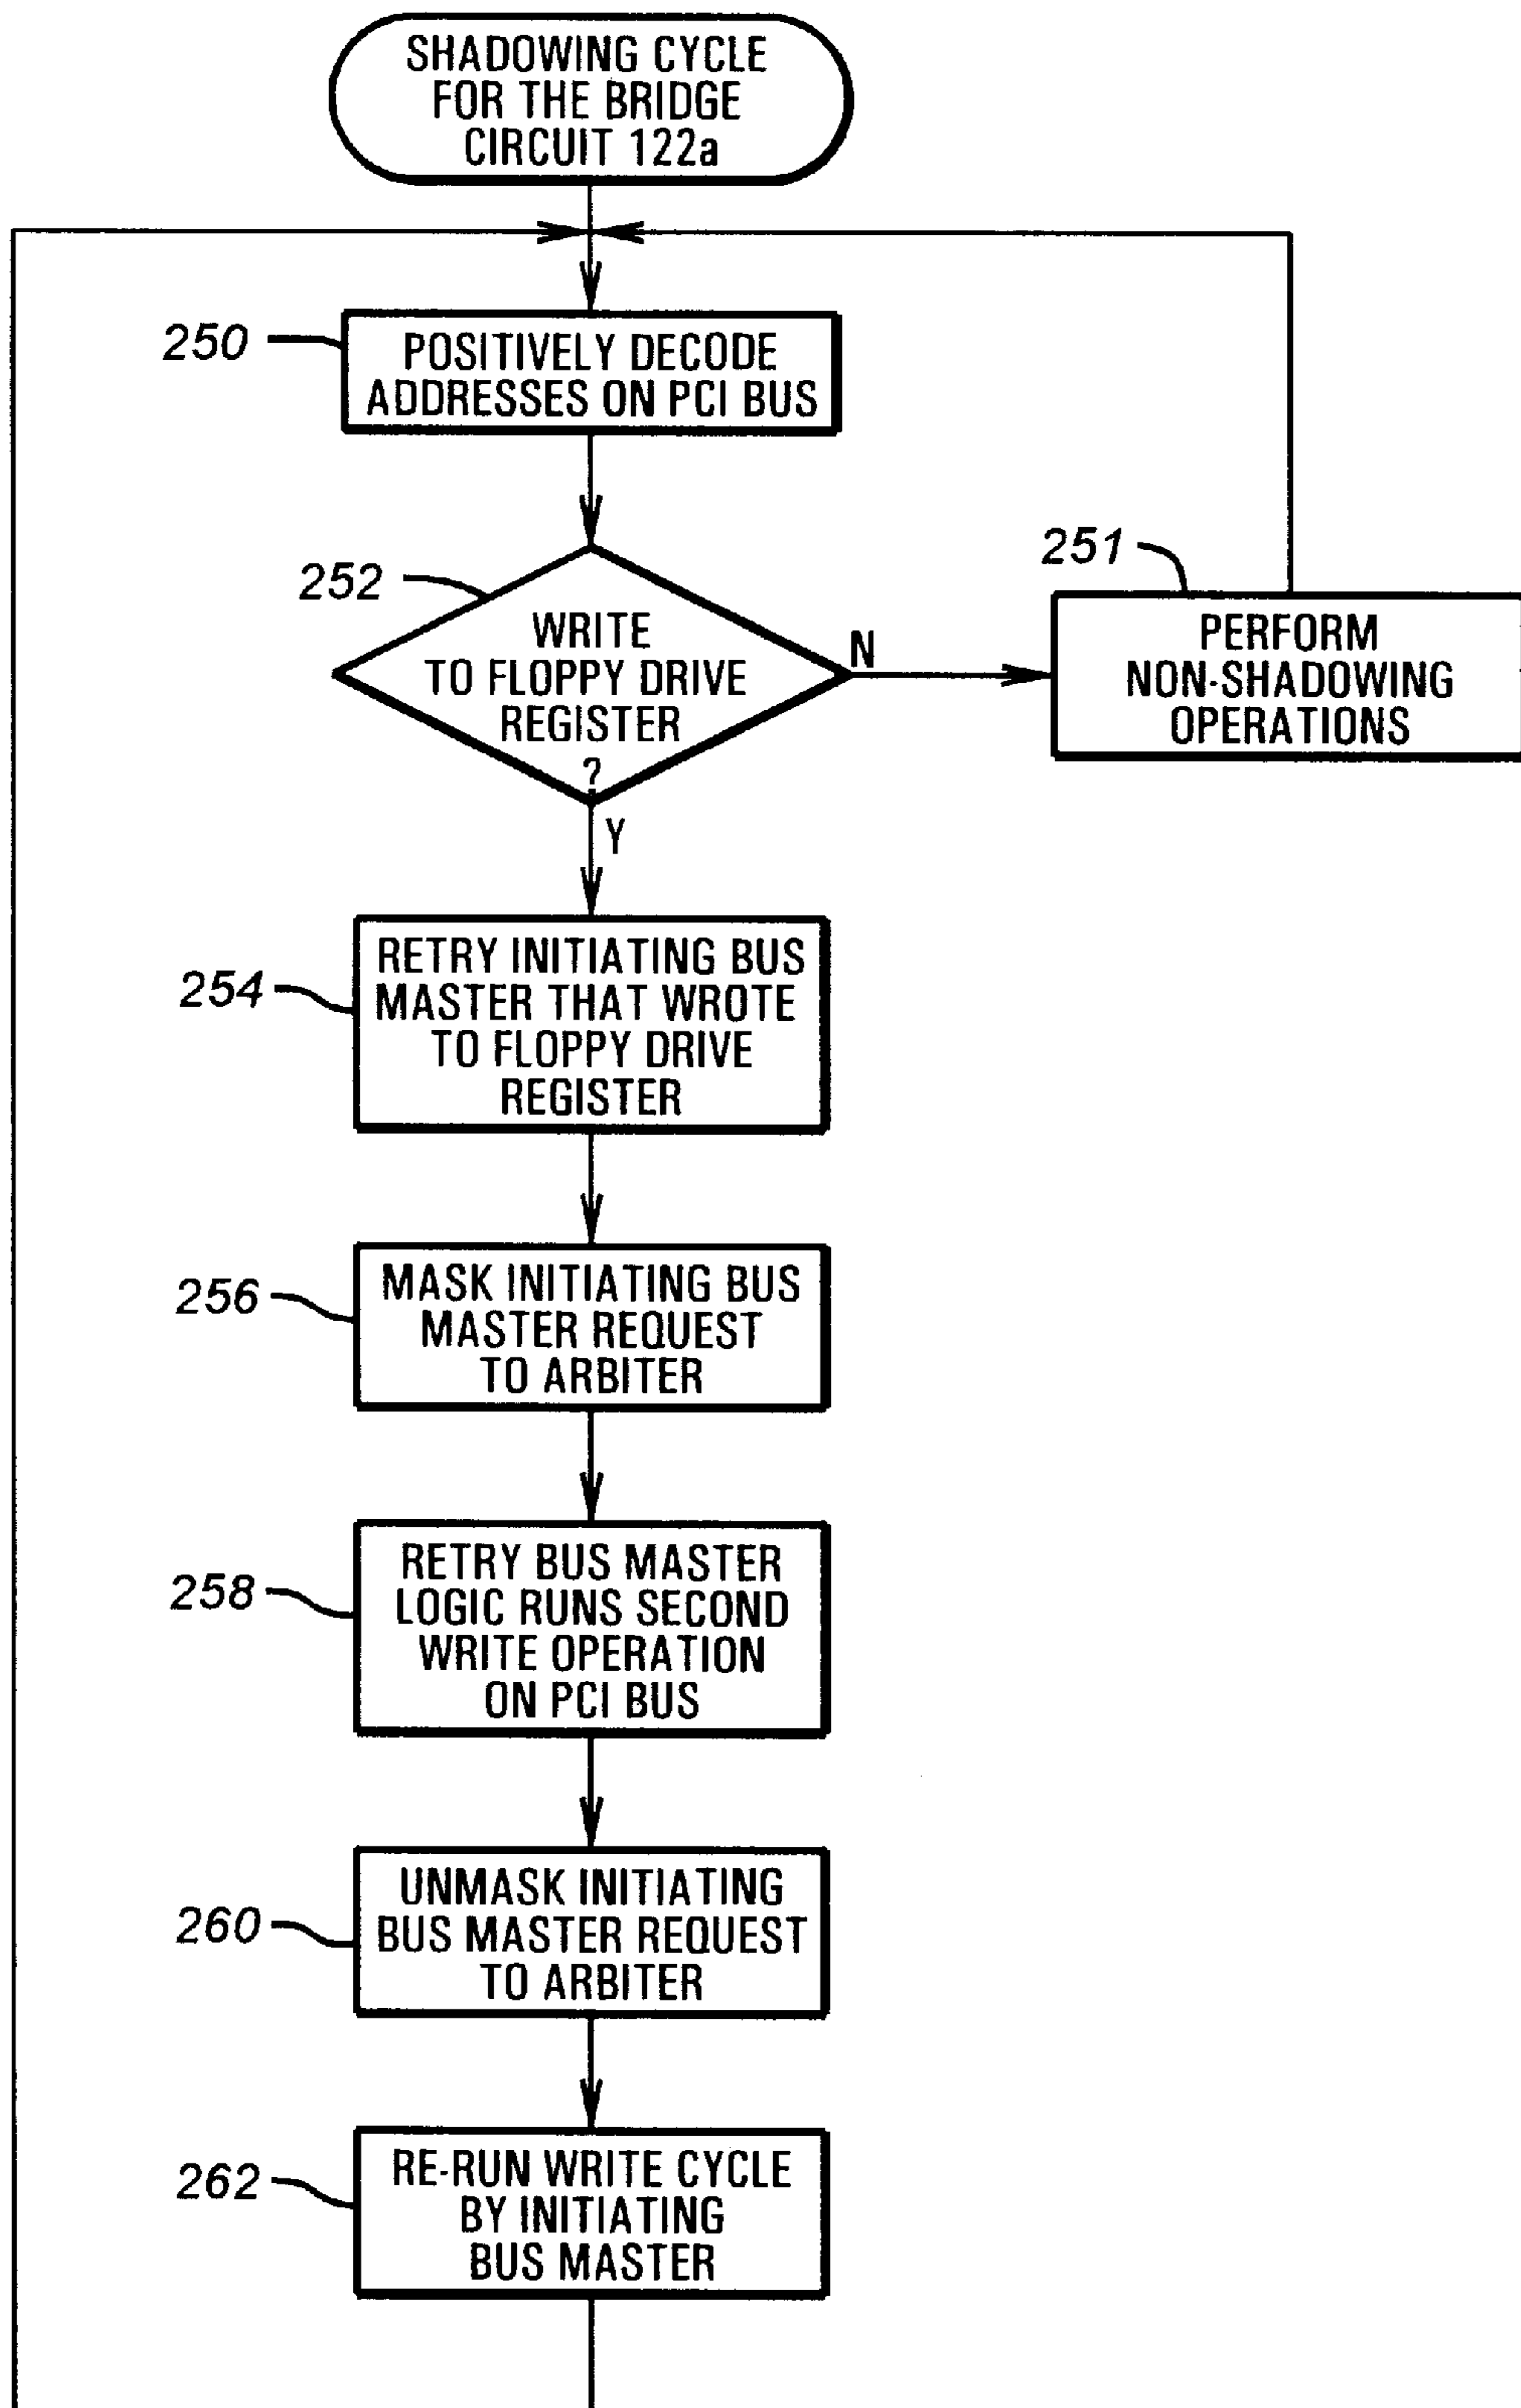 SHADOWING CYCLE
FOR THE BRIDGE
CIRCUIT 122a
250
POSITIVELY DECODE
ADDRESSES ON PCI BUS
252
WRITE
TO FLOPPY DRIVE
REGISTER
?
N
251
PERFORM
NON-SHADOWING
OPERATIONS
Y
254
RETRY INITIATING BUS
MASTER THAT WROTE
TO FLOPPY DRIVE
REGISTER
256
MASK INITIATING BUS
MASTER REQUEST
TO ARBITER
258
RETRY BUS MASTER
LOGIC RUNS SECOND
WRITE OPERATION
ON PCI BUS
260
UNMASK INITIATING
BUS MASTER REQUEST
TO ARBITER
262
RE-RUN WRITE CYCLE
BY INITIATING
BUS MASTER